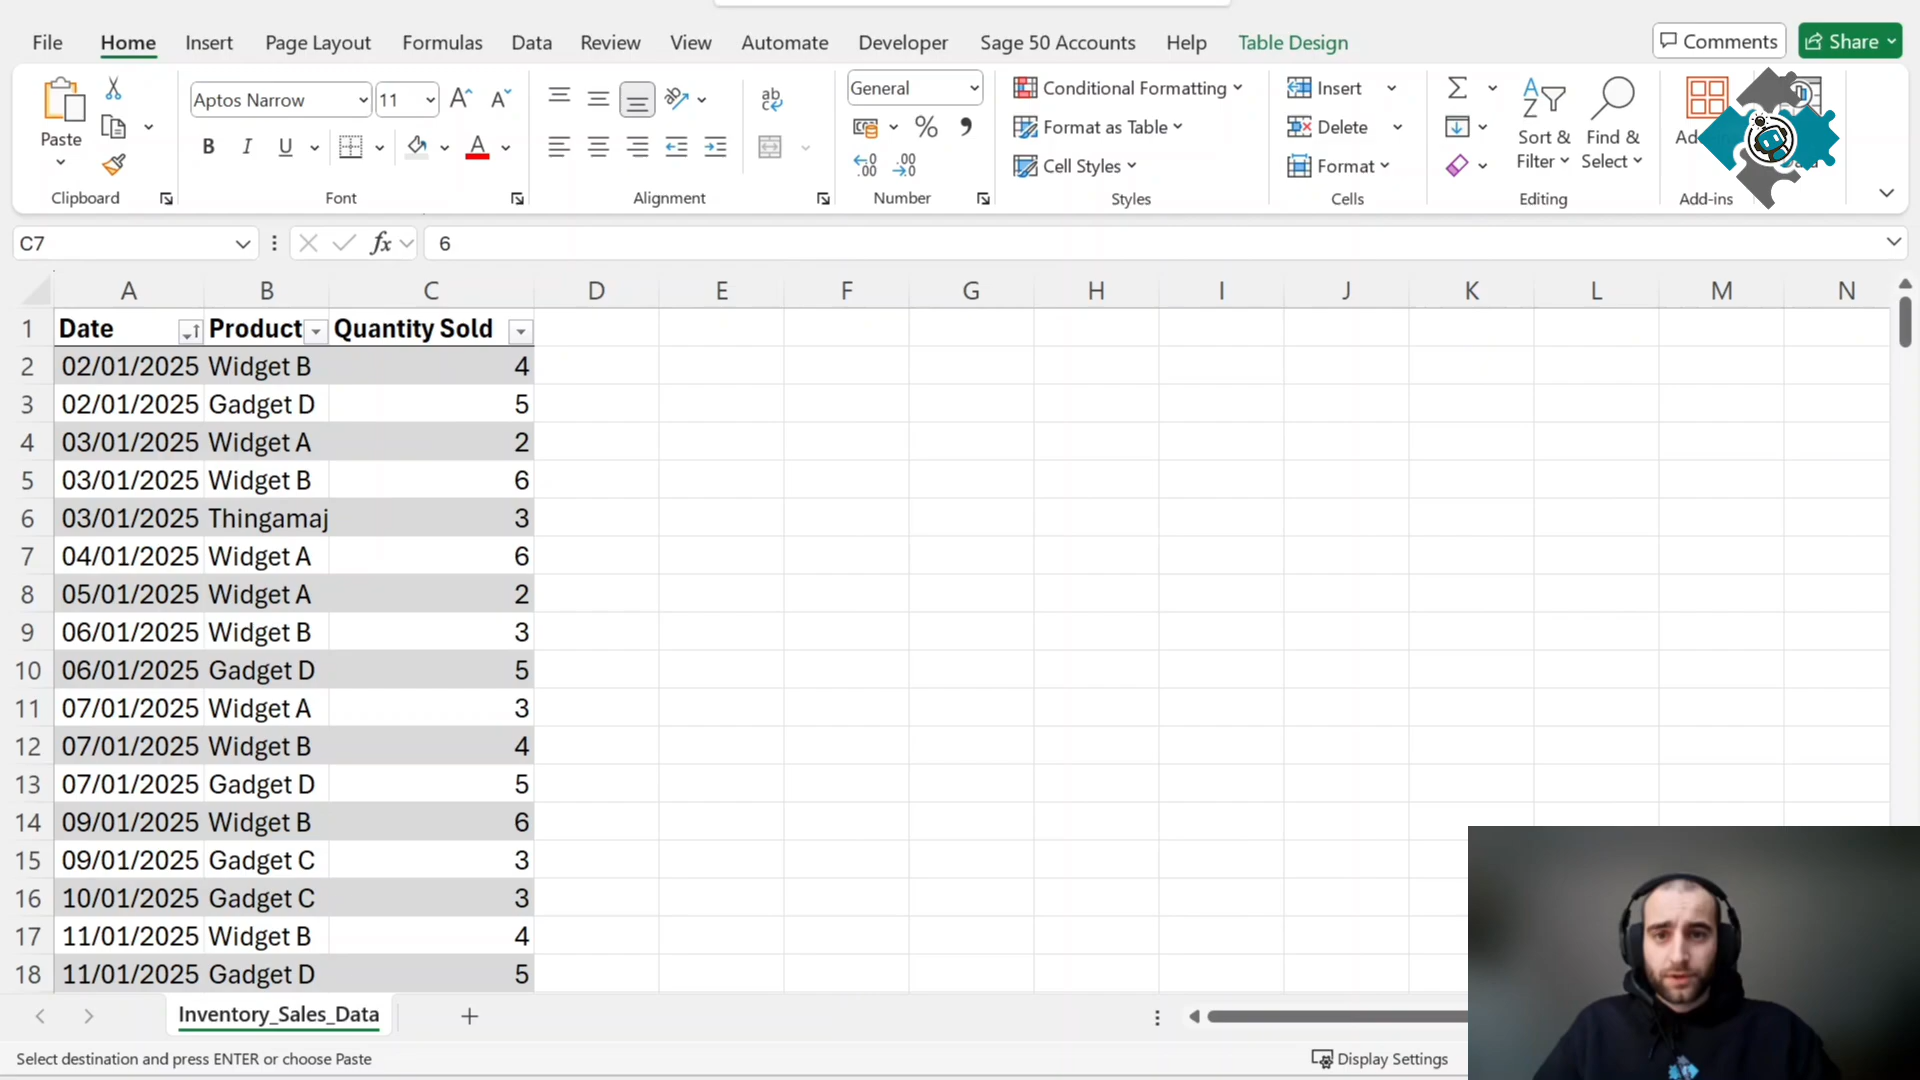 File Home Insert Page Layout Formulas Data Review View Automate Developer Sage 50 Accounts Help Table Design Comments Share
Paste
Clipboard
Aptos Narrow 11
B I U A
Font
ab
Alignment
General
% 9
Number
Conditional Formatting
Format as Table
Cell Styles
Styles
Insert
Delete
Format
Cells
Sort & Filter
Find & Select
Editing
Add-ins
C7 fx 6
A B C D E F G H I J K L M N
1 Date Product Quantity Sold
2 02/01/2025 Widget B 4
3 02/01/2025 Gadget D 5
4 03/01/2025 Widget A 2
5 03/01/2025 Widget B 6
6 03/01/2025 Thingamaj 3
7 04/01/2025 Widget A 6
8 05/01/2025 Widget A 2
9 06/01/2025 Widget B 3
10 06/01/2025 Gadget D 5
11 07/01/2025 Widget A 3
12 07/01/2025 Widget B 4
13 07/01/2025 Gadget D 5
14 09/01/2025 Widget B 6
15 09/01/2025 Gadget C 3
16 10/01/2025 Gadget C 3
17 11/01/2025 Widget B 4
18 11/01/2025 Gadget D 5
Inventory_Sales_Data
Select destination and press ENTER or choose Paste Display Settings